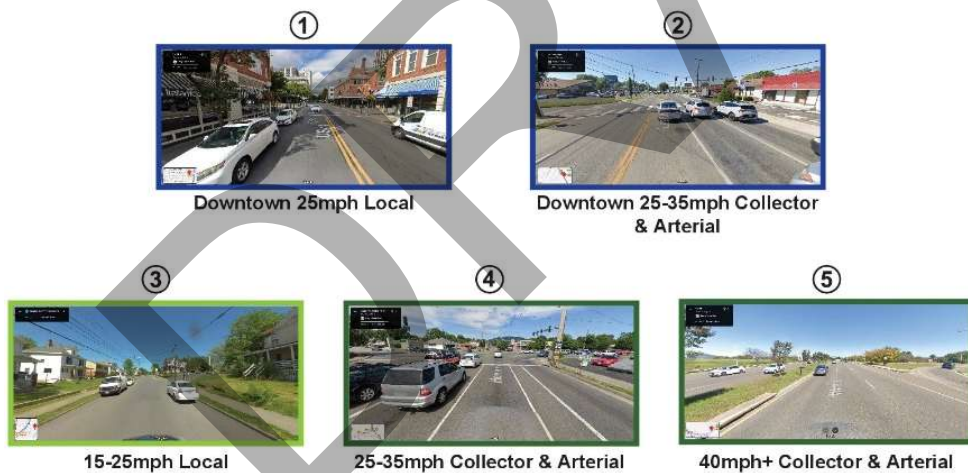 1
2
Downtown 25mph Local
Downtown 25-35mph Collector
& Arterial
3
4
5
15-25mph Local
25-35mph Collector & Arterial
40mph+ Collector & Arterial